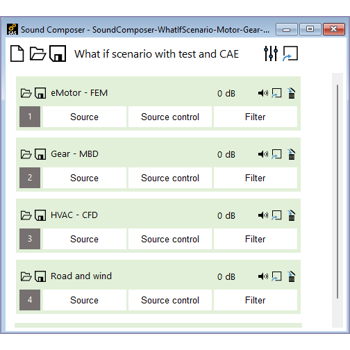 Sound Composer - SoundComposer-WhatIfScenario-Motor-Gear-...
What if scenario with test and CAE
eMotor - FEM 0 dB
1 Source Source control Filter
Gear - MBD 0 dB
2 Source Source control Filter
HVAC - CFD 0 dB
3 Source Source control Filter
Road and wind 0 dB
4 Source Source control Filter